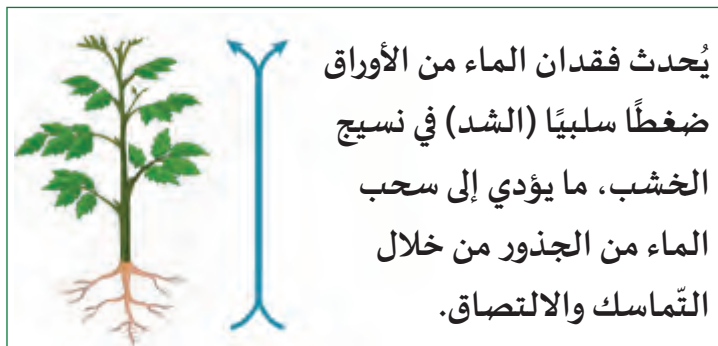 يُحدث فقدان الماء من الأوراق
ضغطًا سلبيًا (الشد) في نسيج
الخشب، ما يؤدي إلى سحب
الماء من الجذور من خلال
التّماسك والالتصاق.